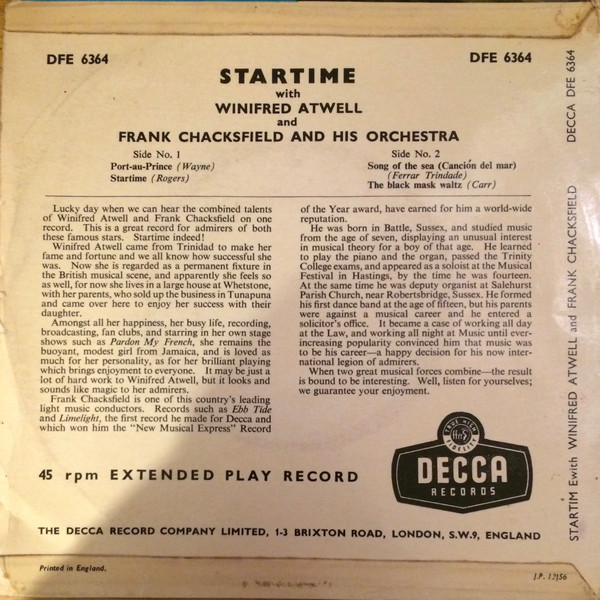 DFE 6364
DFE 6364
STARTIME
with
WINIFRED ATWELL
and
FRANK CHACKSFIELD AND HIS ORCHESTRA
Side No. 1
Port-au-Prince (Wayne)
Startime (Rogers)
Side No. 2
Song of the sea (Canción del mar)
(Ferrar Trindade)
The black mask waltz (Carr)
Lucky day when we can hear the combined talents
of Winifred Atwell and Frank Chacksfield on one
record. This is a great record for admirers of both
these famous stars. Startime indeed!
Winifred Atwell came from Trinidad to make her
fame and fortune and we all know how successful she
was. Now she is regarded as a permanent fixture in
the British musical scene, and apparently she feels so
as well, for now she lives in a large house at Whetstone,
with her parents, who sold up the business in Tunapuna
and came over here to enjoy her success with their
daughter.
Amongst all her happiness, her busy life, recording,
broadcasting, fan clubs, and starring in her own stage
shows such as Pardon My French, she remains the
buoyant, modest girl from Jamaica, and is loved as
much for her personality, as for her brilliant playing
which brings enjoyment to everyone. It may be just a
lot of hard work to Winifred Atwell, but it looks and
sounds like magic to her admirers.
Frank Chacksfield is one of this country's leading
light music conductors. Records such as Ebb Tide
and Limelight, the first record he made for Decca and
which won him the "New Musical Express" Record
of the Year award, have earned for him a world-wide
reputation.
He was born in Battle, Sussex, and studied music
from the age of seven, displaying an unusual interest
in musical theory for a boy of that age. He learned
to play the piano and the organ, passed the Trinity
College exams, and appeared as a soloist at the Musical
Festival in Hastings, by the time he was fourteen.
At the same time he was deputy organist at Salehurst
Parish Church, near Robertsbridge, Sussex. He formed
his first dance band at the age of fifteen, but his parents
were against a musical career and he entered a
solicitor's office. It became a case of working all day
at the Law, and working all night at Music until ever-
increasing popularity convinced him that music was
to be his career—a happy decision for his now inter-
national legion of admirers.
When two great musical forces combine—the result
is bound to be interesting. Well, listen for yourselves;
we guarantee your enjoyment.
45 rpm EXTENDED PLAY RECORD
TRUE HIGH
ffrr
FIDELITY
DECCA
RECORDS
THE DECCA RECORD COMPANY LIMITED, 1-3 BRIXTON ROAD, LONDON, S.W.9, ENGLAND
Printed in England.
J.P. 12156
STARTIM Ewith WINIFRED ATWELL and FRANK CHACKSFIELD DECCA DFE 6364